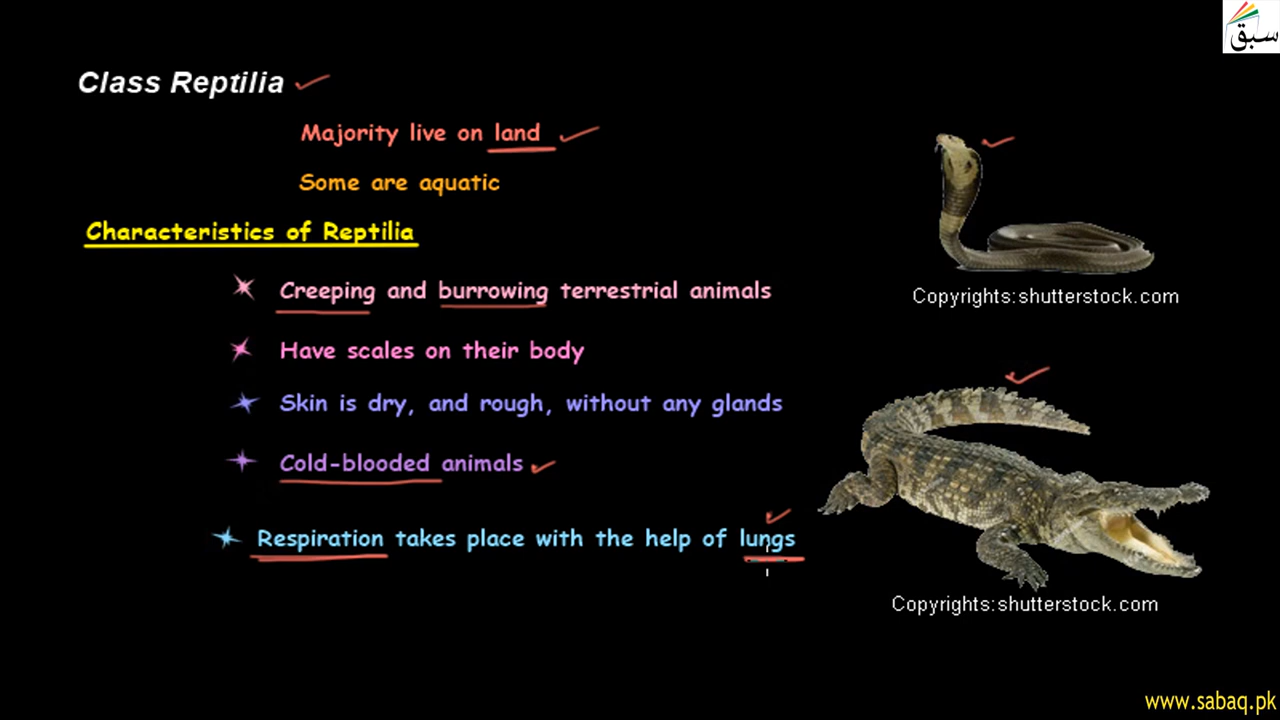 سبق
Class Reptilia
Majority live on land
Some are aquatic
Characteristics of Reptilia
Creeping and burrowing terrestrial animals
Have scales on their body
Skin is dry, and rough, without any glands
Cold-blooded animals
Respiration takes place with the help of lungs
Copyrights:shutterstock.com
Copyrights:shutterstock.com
www.sabaq.pk